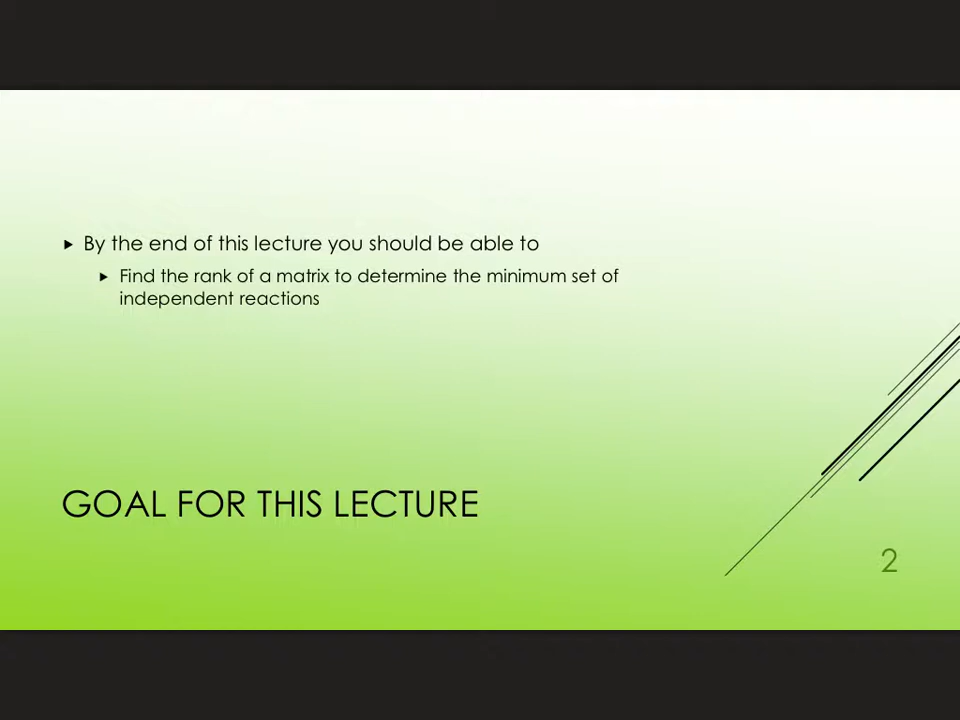 By the end of this lecture you should be able to
Find the rank of a matrix to determine the minimum set of
independent reactions
GOAL FOR THIS LECTURE
2